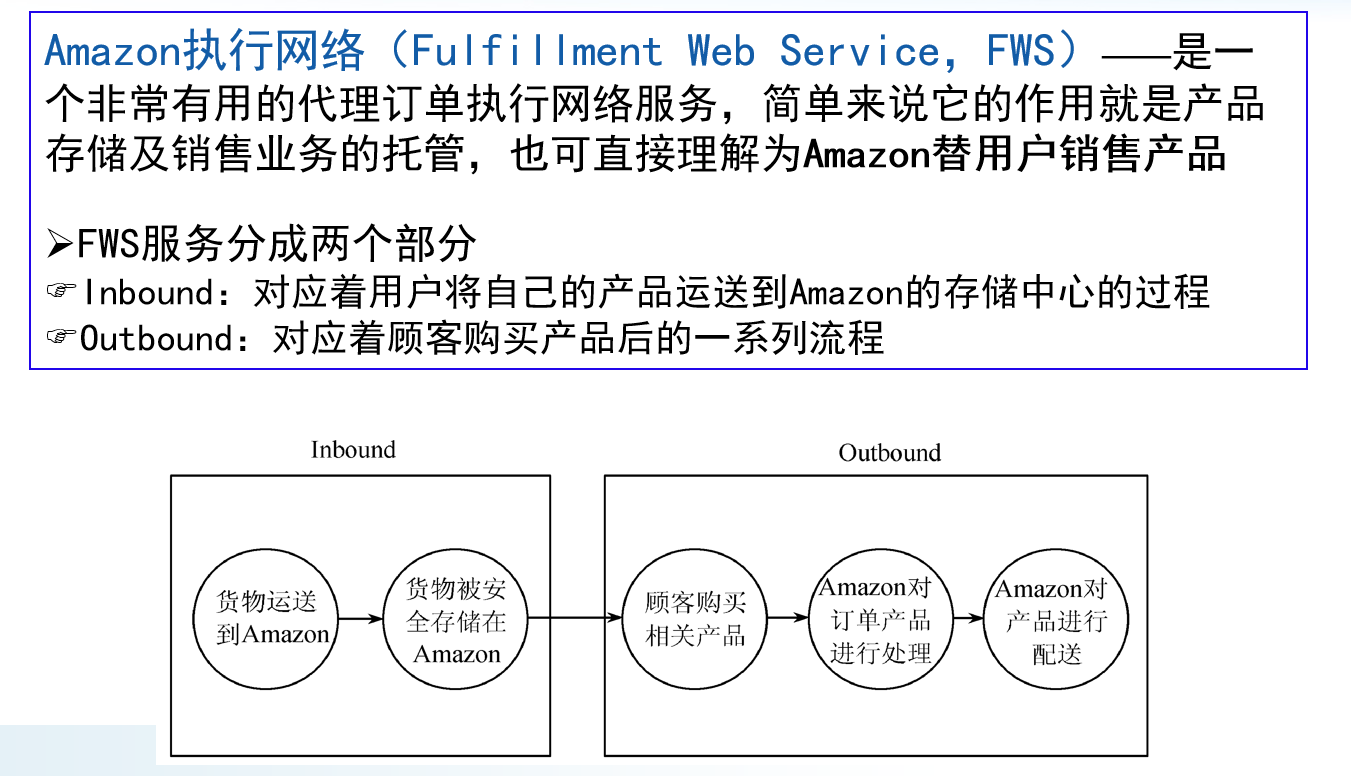 Amazon执行网络（Fulfillment Web Service，FWS）——是一
个非常有用的代理订单执行网络服务，简单来说它的作用就是产品
存储及销售业务的托管，也可直接理解为Amazon替用户销售产品
➢FWS服务分成两个部分
☞Inbound：对应着用户将自己的产品运送到Amazon的存储中心的过程
☞Outbound：对应着顾客购买产品后的一系列流程
Inbound
货物运送
到Amazon
货物被安
全存储在
Amazon
Outbound
顾客购买
相关产品
Amazon对
订单产品
进行处理
Amazon对
产品进行
配送